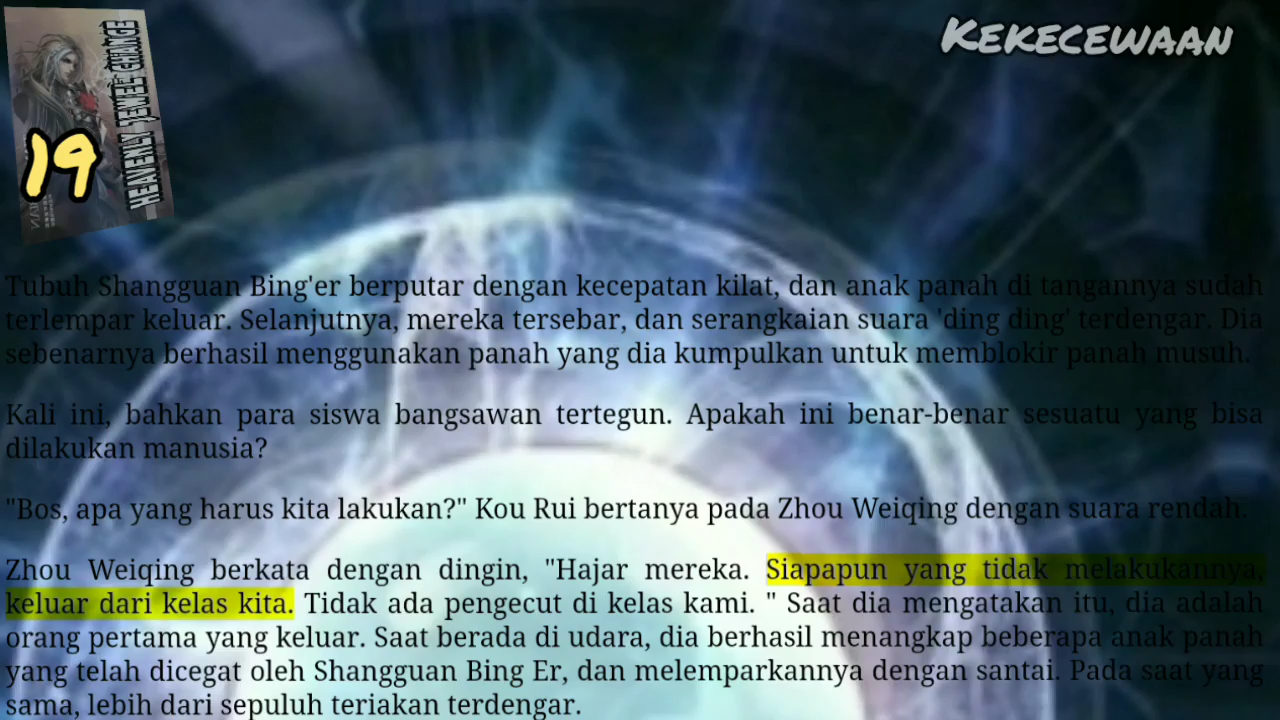 Kekecewaan
HEAVENLY JEWEL CHANGE
19
Tubuh Shangguan Bing'er berputar dengan kecepatan kilat, dan anak panah di tangannya sudah
terlempar keluar. Selanjutnya, mereka tersebar, dan serangkaian suara 'ding ding' terdengar. Dia
sebenarnya berhasil menggunakan panah yang dia kumpulkan untuk memblokir panah musuh.
Kali ini, bahkan para siswa bangsawan tertegun. Apakah ini benar-benar sesuatu yang bisa
dilakukan manusia?
"Bos, apa yang harus kita lakukan?" Kou Rui bertanya pada Zhou Weiqing dengan suara rendah.
Zhou Weiqing berkata dengan dingin, "Hajar mereka. Siapapun yang tidak melakukannya,
keluar dari kelas kita. Tidak ada pengecut di kelas kami. " Saat dia mengatakan itu, dia adalah
orang pertama yang keluar. Saat berada di udara, dia berhasil menangkap beberapa anak panah
yang telah dicegat oleh Shangguan Bing Er, dan melemparkannya dengan santai. Pada saat yang
sama, lebih dari sepuluh teriakan terdengar.